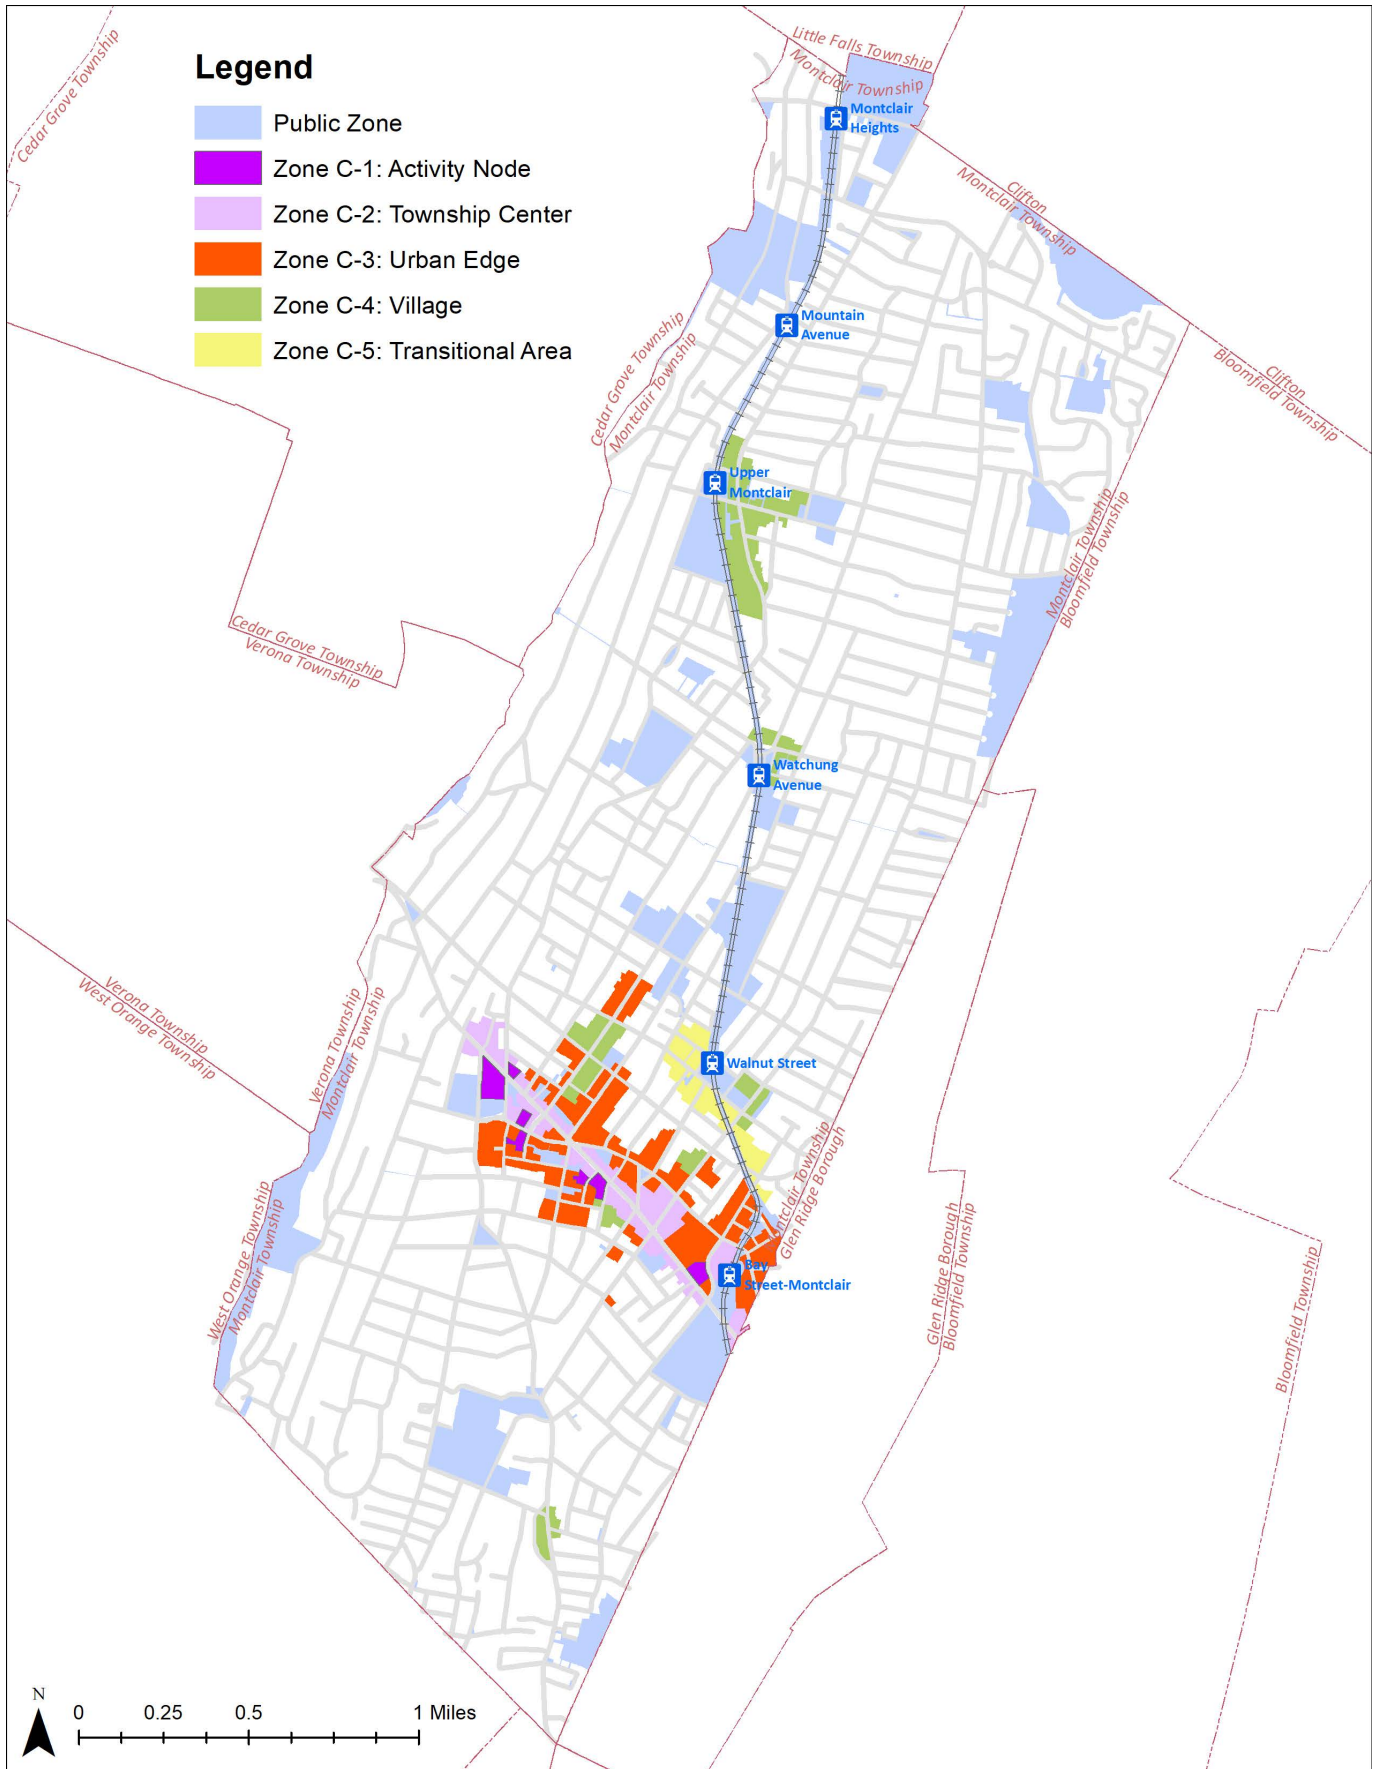 Legend
Public Zone
Zone C-1: Activity Node
Zone C-2: Township Center
Zone C-3: Urban Edge
Zone C-4: Village
Zone C-5: Transitional Area
Cedar Grove Township
Little Falls Township
Montclair Township
Montclair
Heights
Clifton
Montclair Township
Mountain
Avenue
Cedar Grove Township
Montclair Township
Clifton
Bloomfield Township
Upper
Montclair
Montclair Township
Bloomfield Township
Cedar Grove Township
Verona Township
Watchung
Avenue
Verona Township
West Orange Township
Verona Township
Montclair Township
Walnut Street
Montclair Township
Glen Ridge Borough
West Orange Township
Montclair Township
Bay
Street-Montclair
Glen Ridge Borough
Bloomfield Township
Bloomfield Township
N
0 0.25 0.5 1 Miles